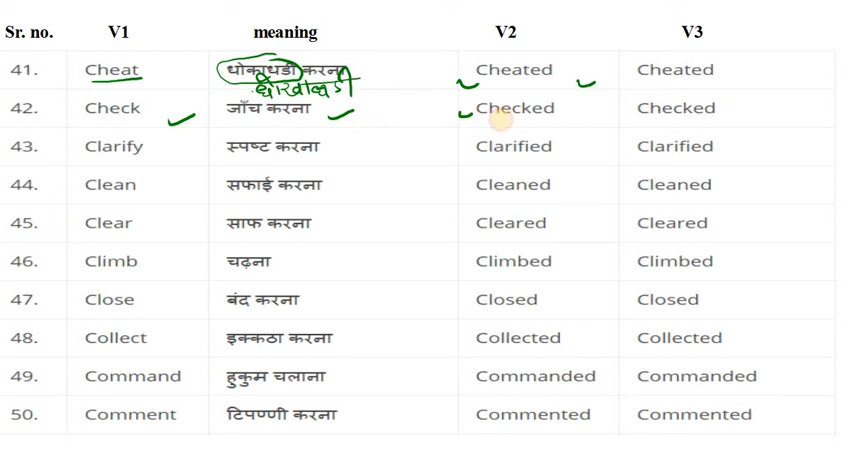 Sr. no. V1 meaning V2 V3
41. Cheat धोकाधडी करना Cheated Cheated
धोखाधडी
42. Check जाँच करना Checked Checked
43. Clarify स्पष्ट करना Clarified Clarified
44. Clean सफाई करना Cleaned Cleaned
45. Clear साफ करना Cleared Cleared
46. Climb चढ़ना Climbed Climbed
47. Close बंद करना Closed Closed
48. Collect इक्कठा करना Collected Collected
49. Command हुकुम चलाना Commanded Commanded
50. Comment टिपण्णी करना Commented Commented